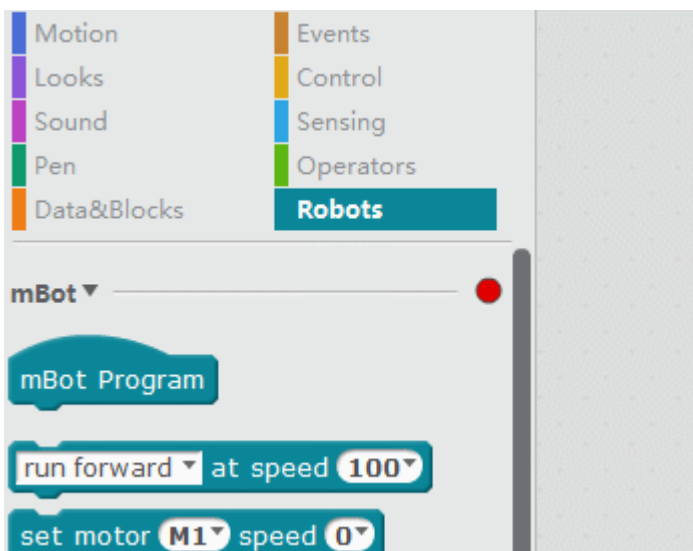 Motion Events
Looks Control
Sound Sensing
Pen Operators
Data&Blocks Robots
mBot
mBot Program
run forward at speed 100
set motor M1 speed 0